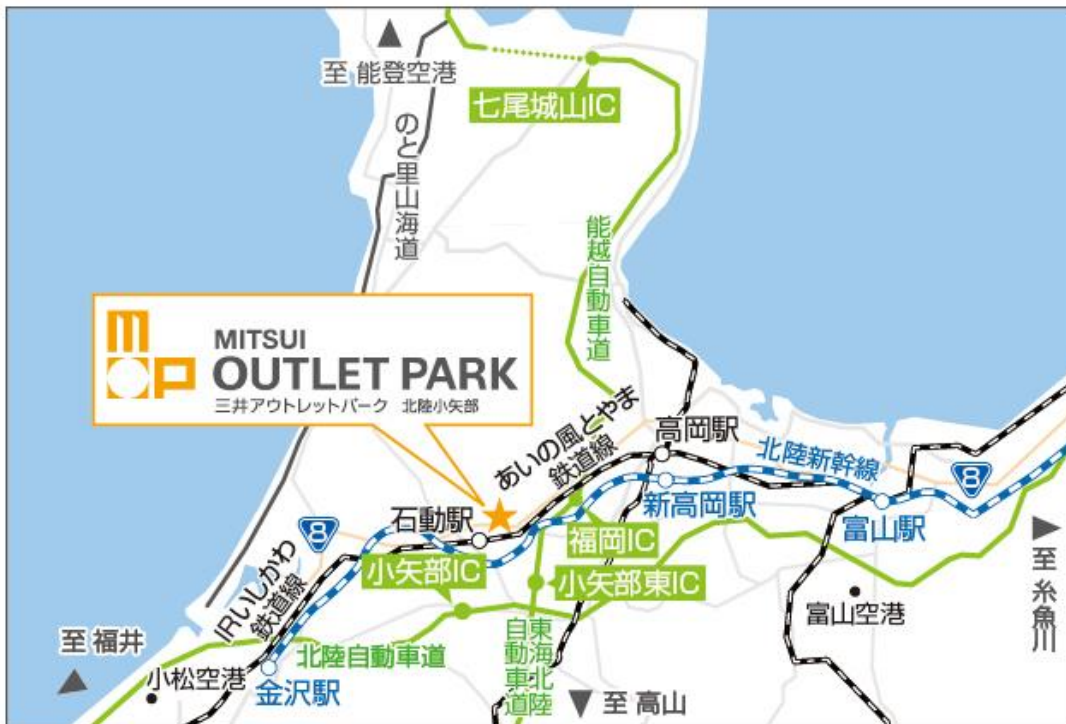 至 能登空港
七尾城山IC
のと里山海道
能越自動車道
mop
MITSUI
OUTLET PARK
三井アウトレットパーク 北陸小矢部
あいの風とやま
鉄道線
高岡駅
北陸新幹線
8
新高岡駅
富山駅
石動駅
8
福岡IC
小矢部IC
小矢部東IC
至 糸魚川
IRいしかわ
鉄道線
富山空港
至 福井
北陸自動車道
東海北陸
自動車道
小松空港
金沢駅
至 高山